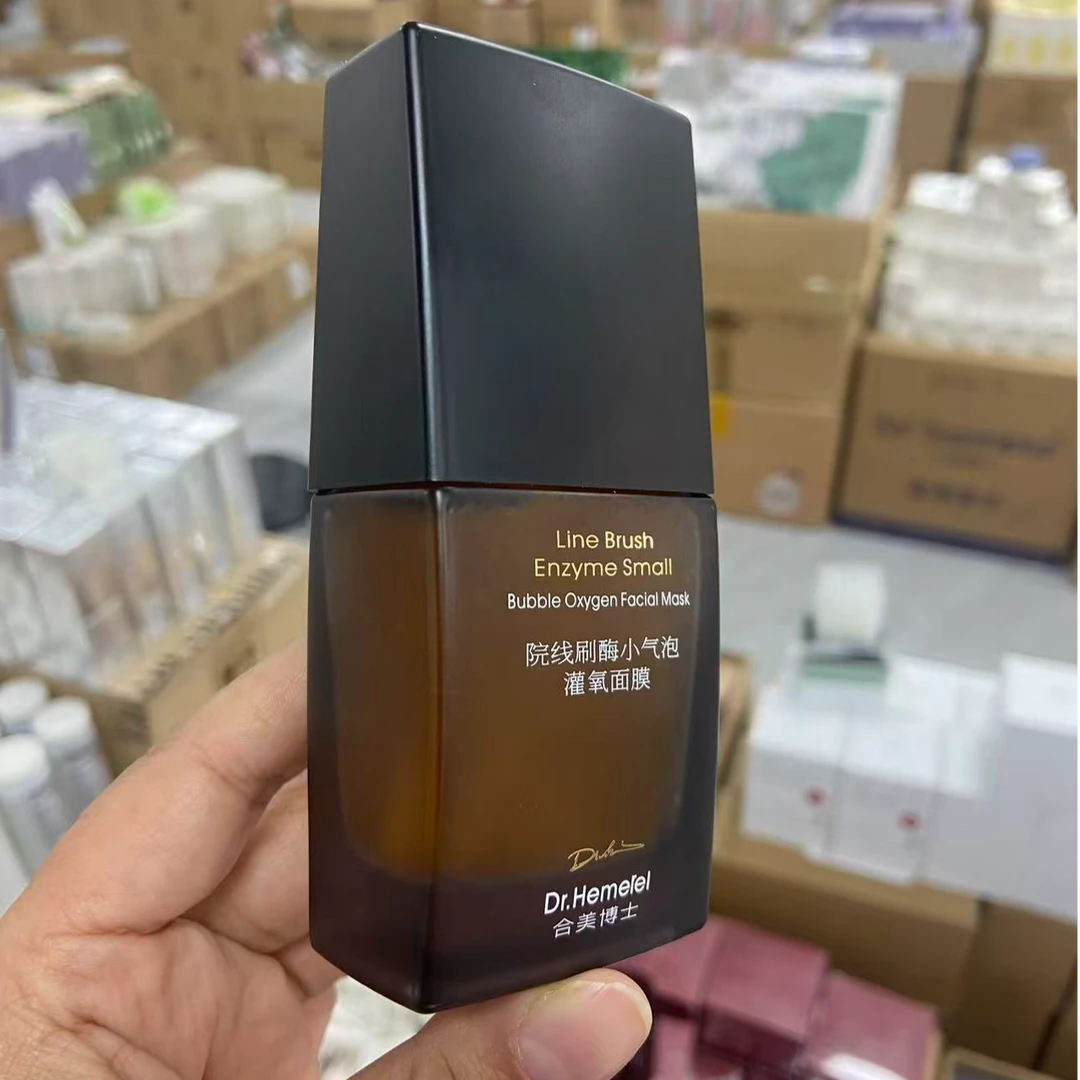 Line Brush
Enzyme Small
Bubble Oxygen Facial Mask
院线刷酶小气泡
灌氧面膜
Dr.Hemeiel
合美博士